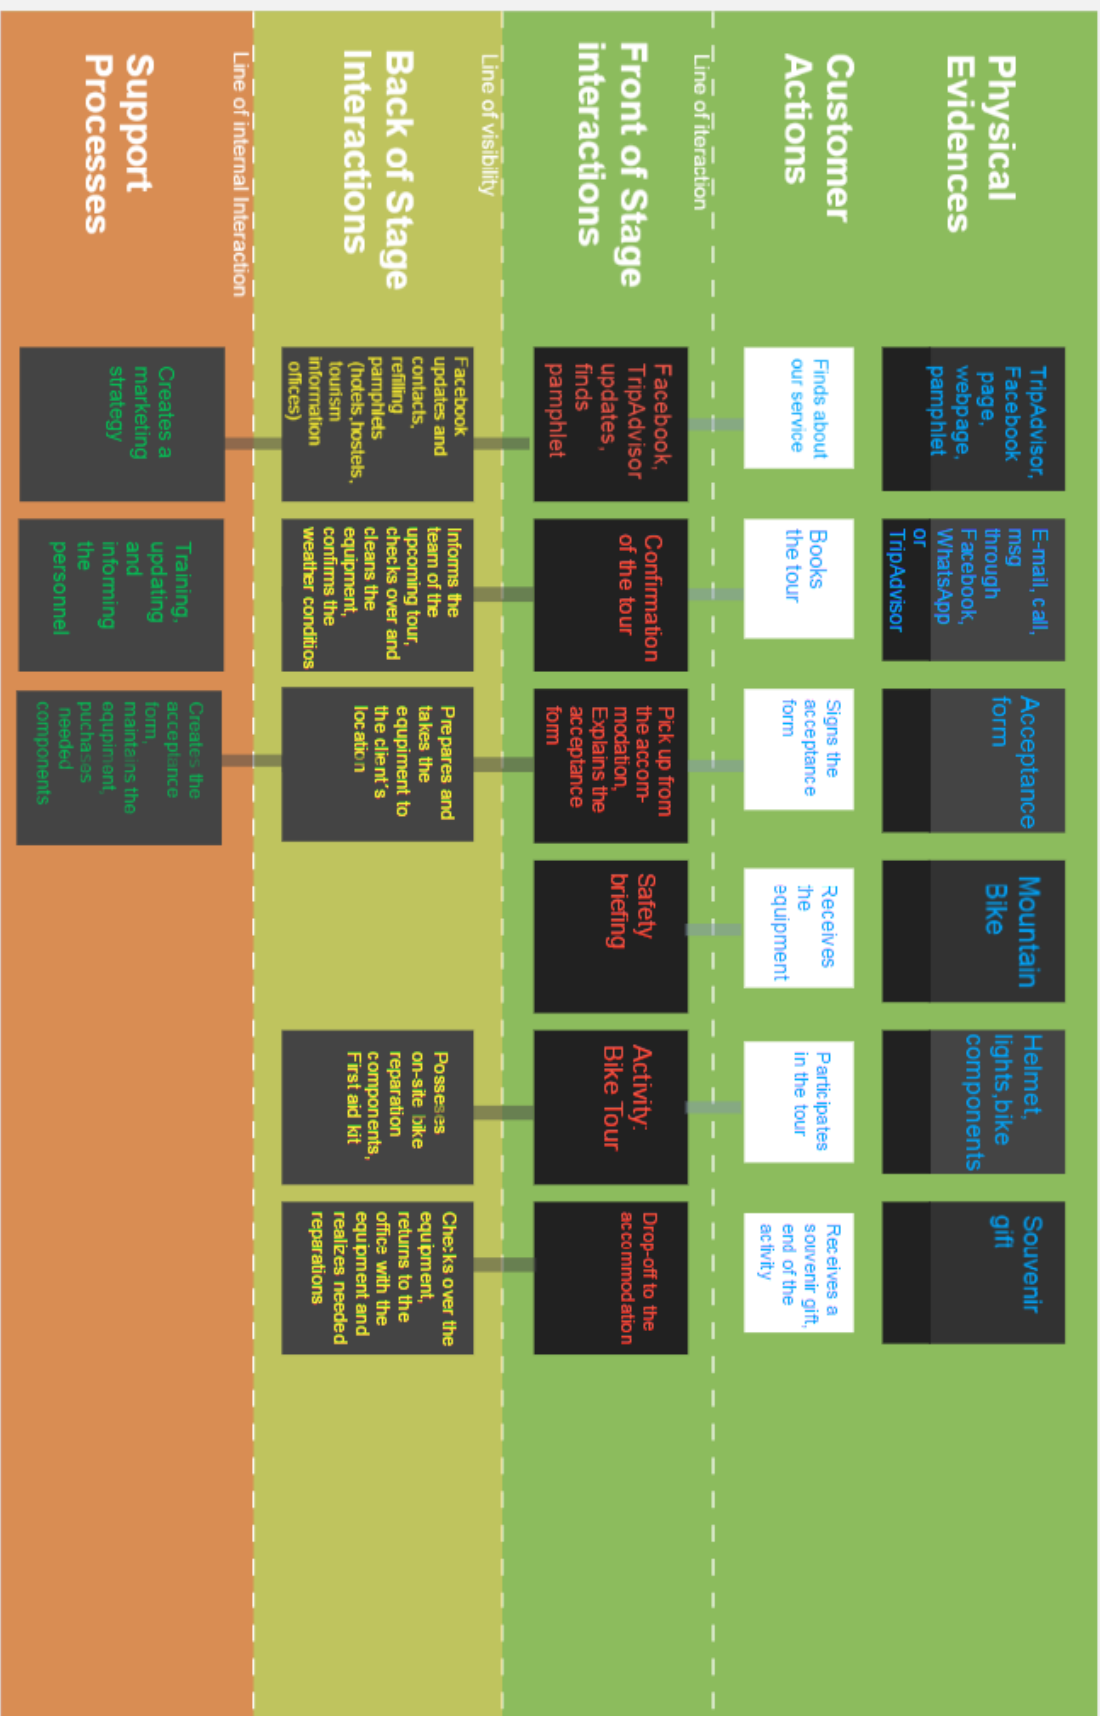 Physical
Evidences
TripAdvisor,
Facebook
page,
webpage,
pamphlet
E-mail, call,
msg
through
Facebook,
WhatsApp
or
TripAdvisor
Acceptance
form
Mountain
Bike
Helmet,
lights,bike
components
Souvenir
gift
Customer
Actions
Finds about
our service
Books
the tour
Signs the
acceptance
form
Receives
the
equipment
Participates
in the tour
Receives a
souvenir gift,
end of the
activity
Line of iteraction
Front of Stage
interactions
Facebook,
TripAdvisor
updates,
finds
pamphlet
Confirmation
of the tour
Pick up from
the accom-
modation,
Explains the
acceptance
form
Safety
briefing
Activity:
Bike Tour
Drop-off to the
accommodation
Line of visibility
Back of Stage
Interactions
Facebook
updates and
contacts,
refiling
pamphlets
(hotels,hostels,
tourism
information
offices)
Informs the
team of the
upcoming tour,
checks over and
cleans the
equipment,
confirms the
weather conditios
Prepares and
takes the
equpiment to
the client's
location
Posseses
on-site bike
reparation
components,
First aid kit
Checks over the
equipment,
returns to the
office with the
equipment and
realizes needed
reparations
Line of internal Interaction
Support
Processes
Creates a
marketing
strategy
Training,
updating
and
informing
the
personnel
Creates the
acceptance
form,
maintains the
equpiment,
puchases
needed
components